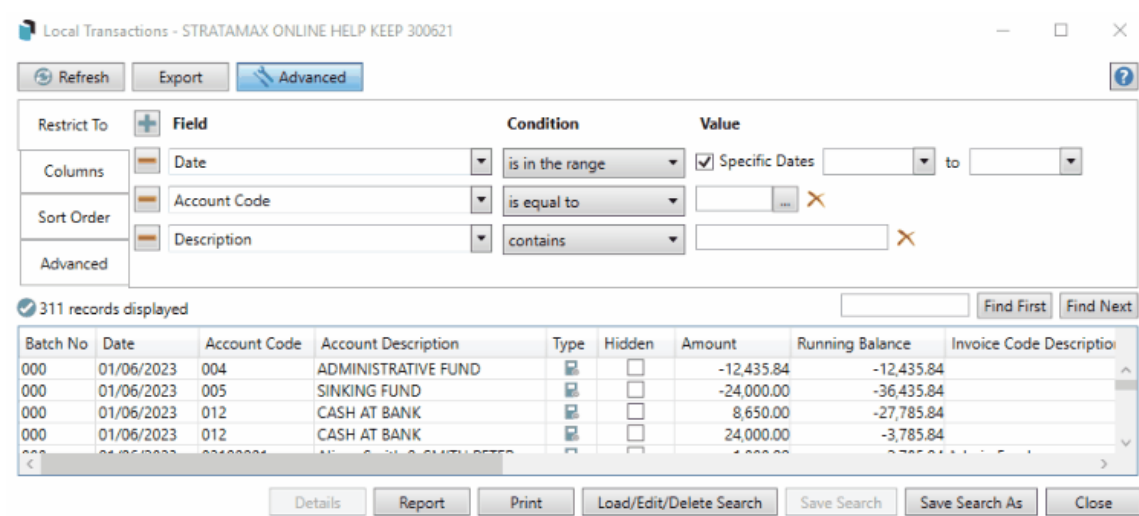 Local Transactions - STRATAMAX ONLINE HELP KEEP 300621
Refresh Export Advanced
Restrict To Field Condition Value
Date is in the range Specific Dates to
Columns
Account Code is equal to ...
Sort Order
Description contains
Advanced
311 records displayed Find First Find Next
Batch No Date Account Code Account Description Type Hidden Amount Running Balance Invoice Code Description
000 01/06/2023 004 ADMINISTRATIVE FUND -12,435.84 -12,435.84
000 01/06/2023 005 SINKING FUND -24,000.00 -36,435.84
000 01/06/2023 012 CASH AT BANK 8,650.00 -27,785.84
000 01/06/2023 012 CASH AT BANK 24,000.00 -3,785.84
Details Report Print Load/Edit/Delete Search Save Search Save Search As Close